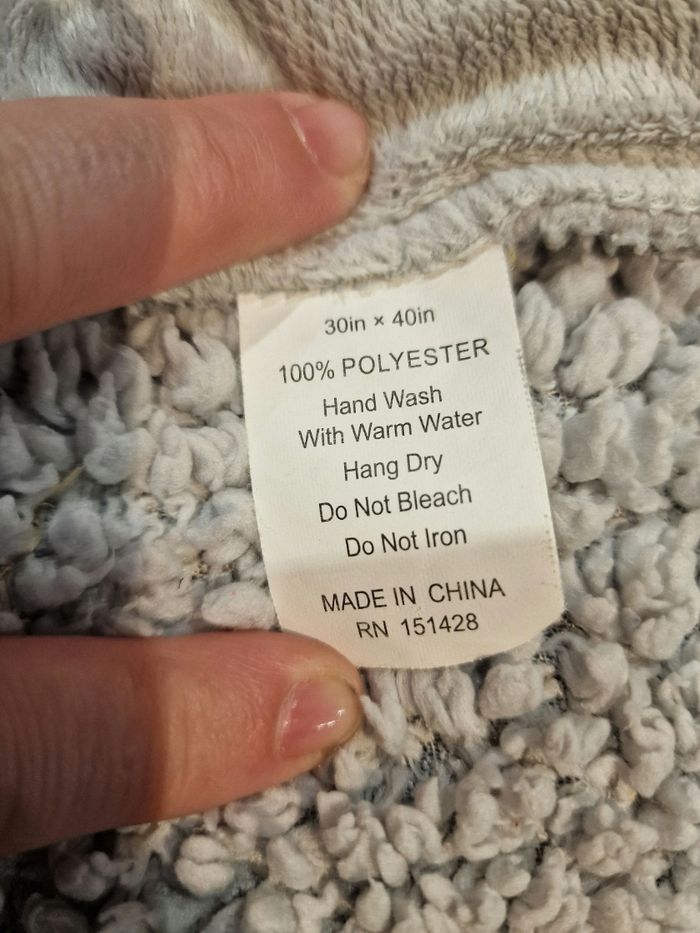 30in × 40in
100% POLYESTER
Hand Wash
With Warm Water
Hang Dry
Do Not Bleach
Do Not Iron
MADE IN CHINA
RN 151428